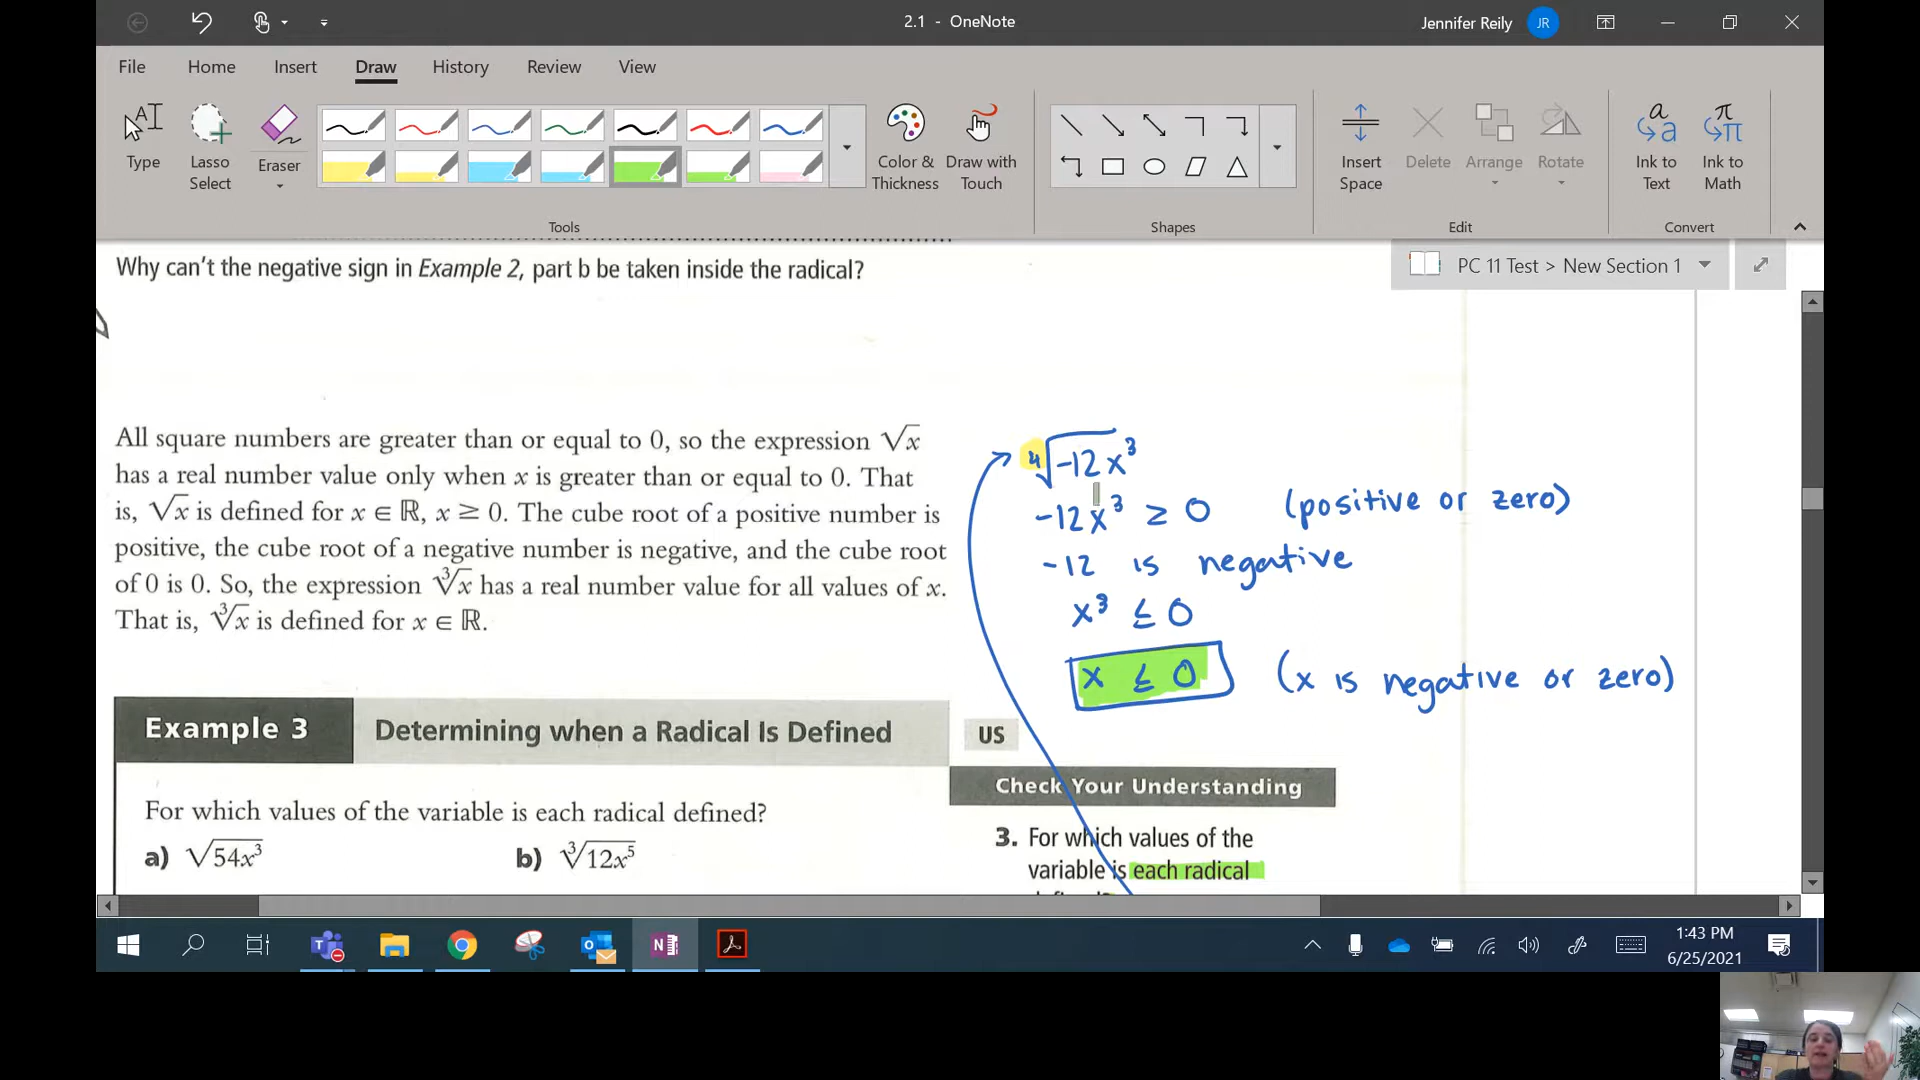 2.1 - OneNote
Jennifer Reily JR
File Home Insert Draw History Review View
Type
Lasso Select
Eraser
Color & Thickness
Draw with Touch
Insert Space
Delete
Arrange
Rotate
Ink to Text
Ink to Math
Tools
Shapes
Edit
Convert
PC 11 Test > New Section 1
Why can't the negative sign in Example 2, part b be taken inside the radical?
All square numbers are greater than or equal to 0, so the expression √x
has a real number value only when x is greater than or equal to 0. That
is, √x is defined for x ∈ ℝ, x ≥ 0. The cube root of a positive number is
positive, the cube root of a negative number is negative, and the cube root
of 0 is 0. So, the expression ∛x has a real number value for all values of x.
That is, ∛x is defined for x ∈ ℝ.
⁴√-12x³
-12x³ ≥ 0 (positive or zero)
-12 is negative
x³ ≤ 0
x ≤ 0 (x is negative or zero)
Example 3 Determining when a Radical Is Defined
US
For which values of the variable is each radical defined?
a) √54x³ b) ∛12x⁵
Check Your Understanding
3. For which values of the
variable is each radical
1:43 PM
6/25/2021